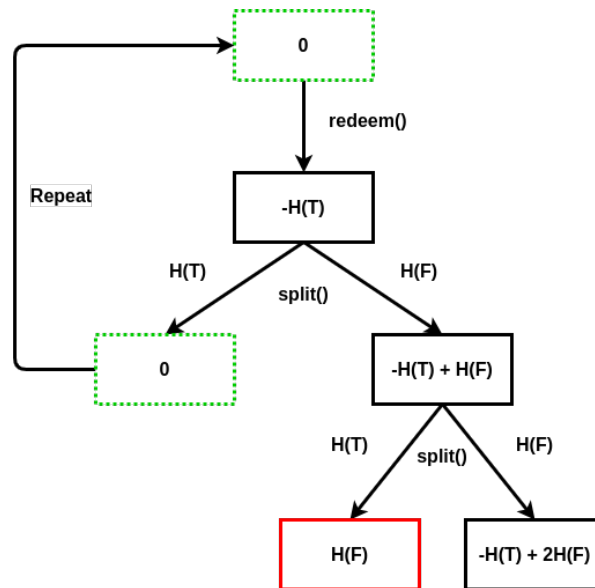 0
redeem()
Repeat
-H(T)
H(T)
H(F)
split()
0
-H(T) + H(F)
H(T)
split()
H(F)
H(F)
-H(T) + 2H(F)